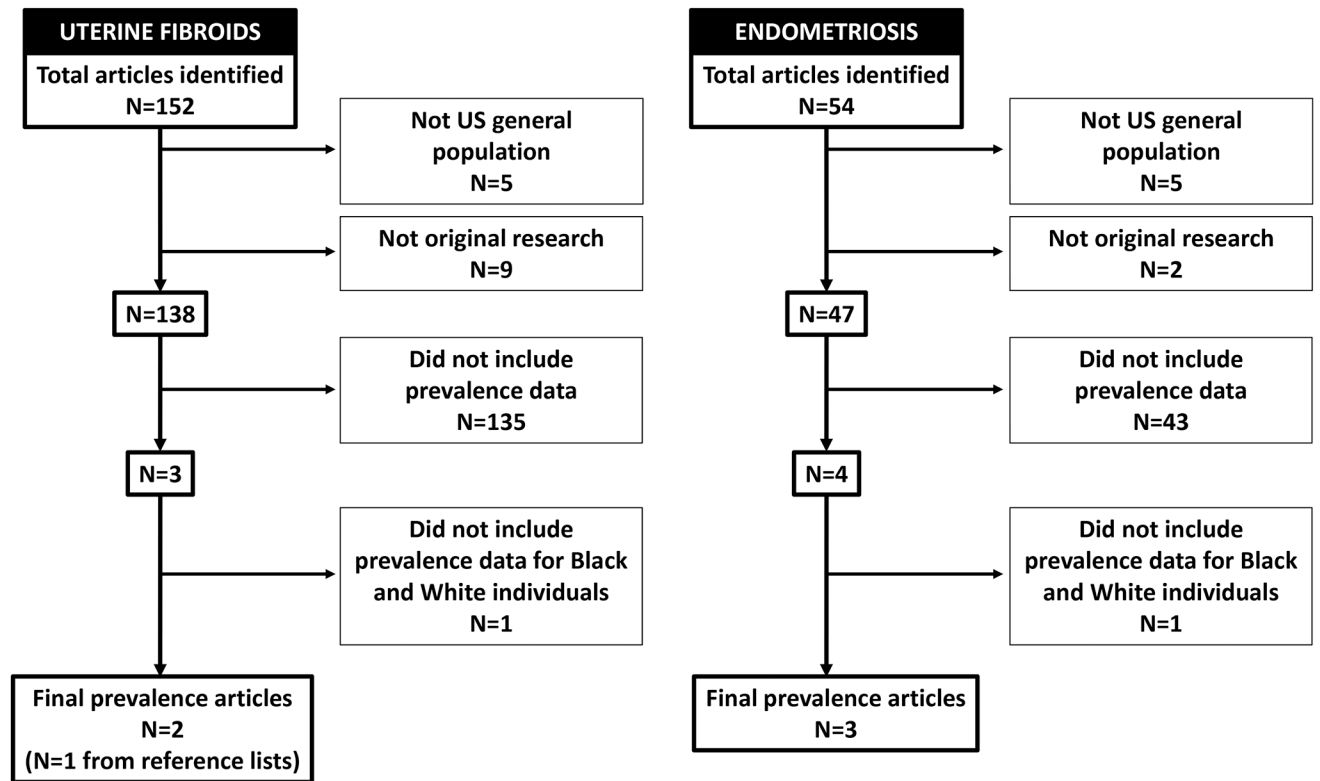 UTERINE FIBROIDS
Total articles identified
N=152
Not US general
population
N=5
Not original research
N=9
N=138
Did not include
prevalence data
N=135
N=3
Did not include
prevalence data for Black
and White individuals
N=1
Final prevalence articles
N=2
(N=1 from reference lists)
ENDOMETRIOSIS
Total articles identified
N=54
Not US general
population
N=5
Not original research
N=2
N=47
Did not include
prevalence data
N=43
N=4
Did not include
prevalence data for Black
and White individuals
N=1
Final prevalence articles
N=3